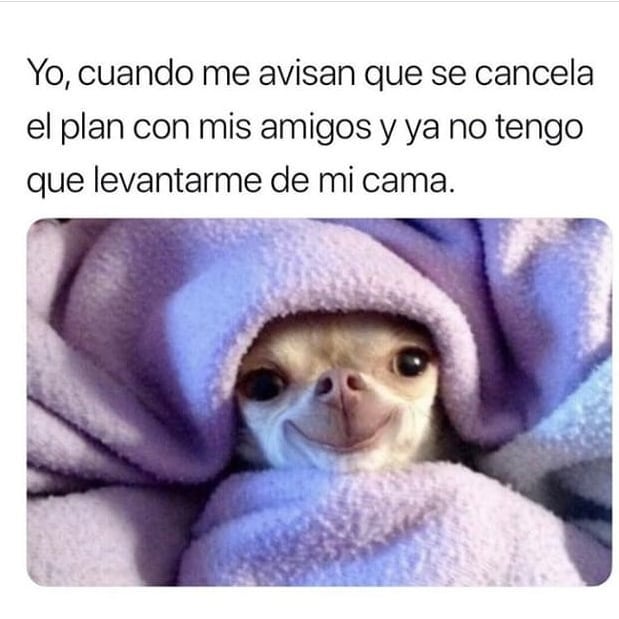 Yo, cuando me avisan que se cancela
el plan con mis amigos y ya no tengo
que levantarme de mi cama.